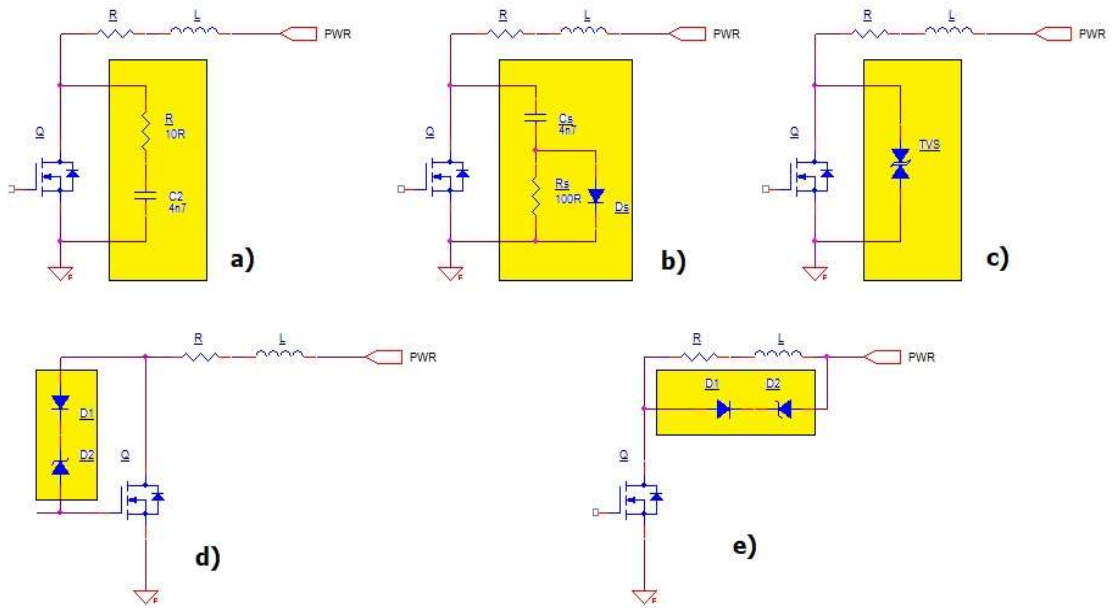 R L
PWR
R
10R
C2
4n7
Q
a)
R L
PWR
Cs
4n7
Rs
100R
Ds
Q
b)
R L
PWR
Q
TVS
c)
R L
PWR
D1
D2
Q
d)
R L
PWR
D1 D2
Q
e)